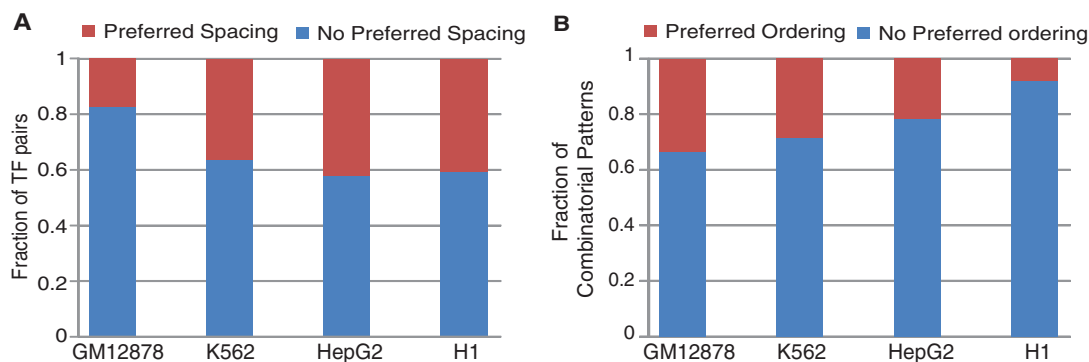 A
Preferred Spacing No Preferred Spacing
Fraction of TF pairs
1
0.8
0.6
0.4
0.2
0
GM12878 K562 HepG2 H1
B
Preferred Ordering No Preferred ordering
Fraction of
Combinatorial Patterns
1
0.8
0.6
0.4
0.2
0
GM12878 K562 HepG2 H1